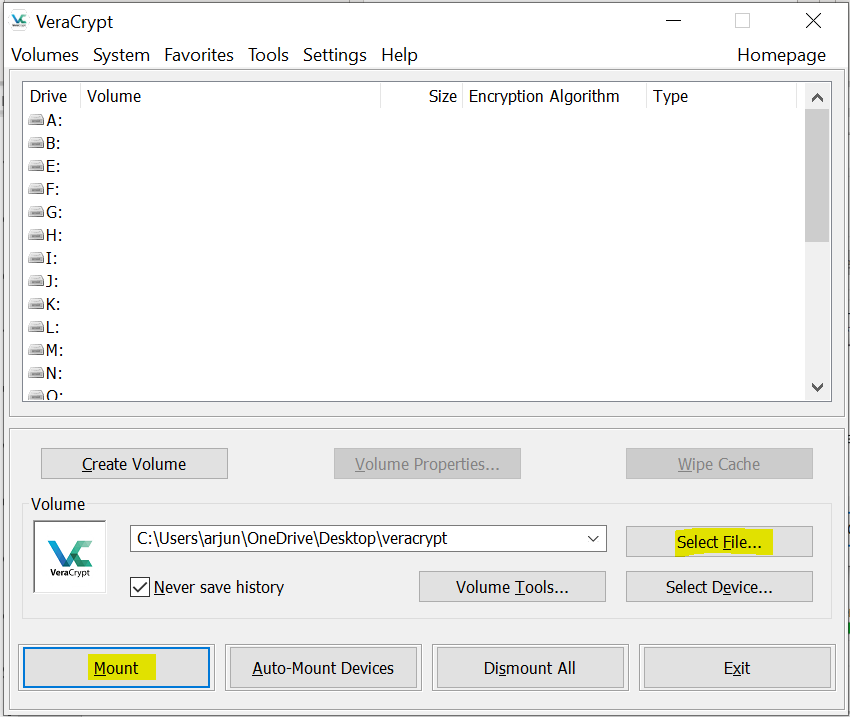 VeraCrypt
Volumes System Favorites Tools Settings Help Homepage
Drive Volume Size Encryption Algorithm Type
A:
B:
E:
F:
G:
H:
I:
J:
K:
L:
M:
N:
O:
Create Volume Volume Properties... Wipe Cache
Volume
C:\Users\arjun\OneDrive\Desktop\veracrypt Select File...
VeraCrypt
Never save history Volume Tools... Select Device...
Mount Auto-Mount Devices Dismount All Exit